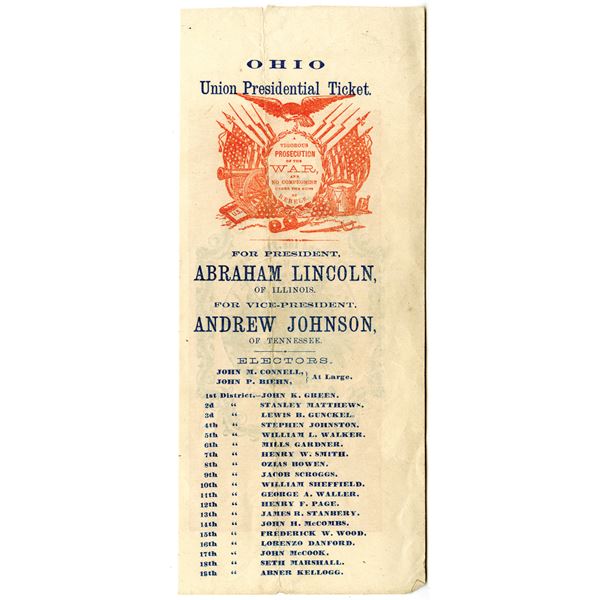 OHIO
Union Presidential Ticket.
A
VIGOROUS
PROSECUTION
OF THE
WAR,
AND
NO COMPROMISE
UNDER THE GUNS
OF
REBELS.
FOR PRESIDENT,
ABRAHAM LINCOLN,
OF ILLINOIS.
FOR VICE-PRESIDENT,
ANDREW JOHNSON,
OF TENNESSEE.
ELECTORS.
JOHN M. CONNELL, } At Large.
JOHN P. BIEHN,
1st District.—JOHN K. GREEN.
2d “ STANLEY MATTHEWS.
3d “ LEWIS B. GUNCKEL.
4th “ STEPHEN JOHNSTON.
5th “ WILLIAM L. WALKER.
6th “ MILLS GARDNER.
7th “ HENRY W. SMITH.
8th “ OZIAS BOWEN.
9th “ JACOB SCROGGS.
10th “ WILLIAM SHEFFIELD.
11th “ GEORGE A. WALLER.
12th “ HENRY F. PAGE.
13th “ JAMES R. STANBERY.
14th “ JOHN H. McCOMBS.
15th “ FREDERICK W. WOOD.
16th “ LORENZO DANFORD.
17th “ JOHN McCOOK.
18th “ SETH MARSHALL.
19th “ ABNER KELLOGG.